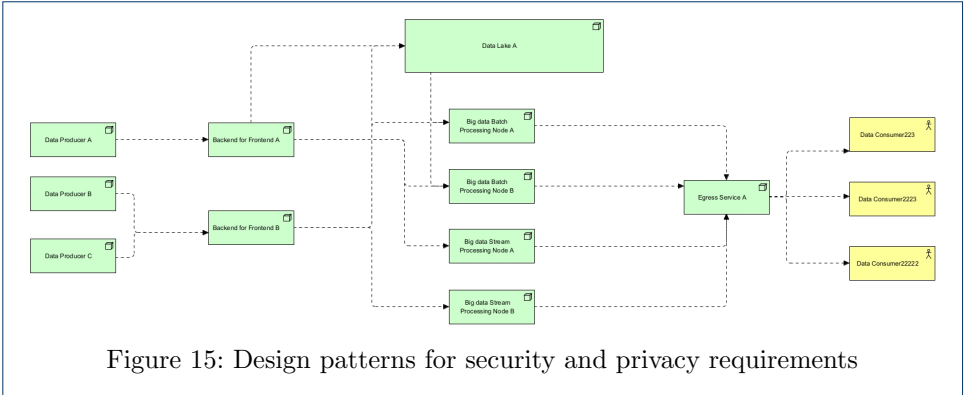 Data Lake A
Data Producer A
Backend for Frontend A
Big data Batch
Processing Node A
Data Consumer223
Data Producer B
Big data Batch
Processing Node B
Egress Service A
Data Consumer2223
Backend for Frontend B
Data Producer C
Big data Stream
Processing Node A
Data Consumer22222
Big data Stream
Processing Node B
Figure 15: Design patterns for security and privacy requirements